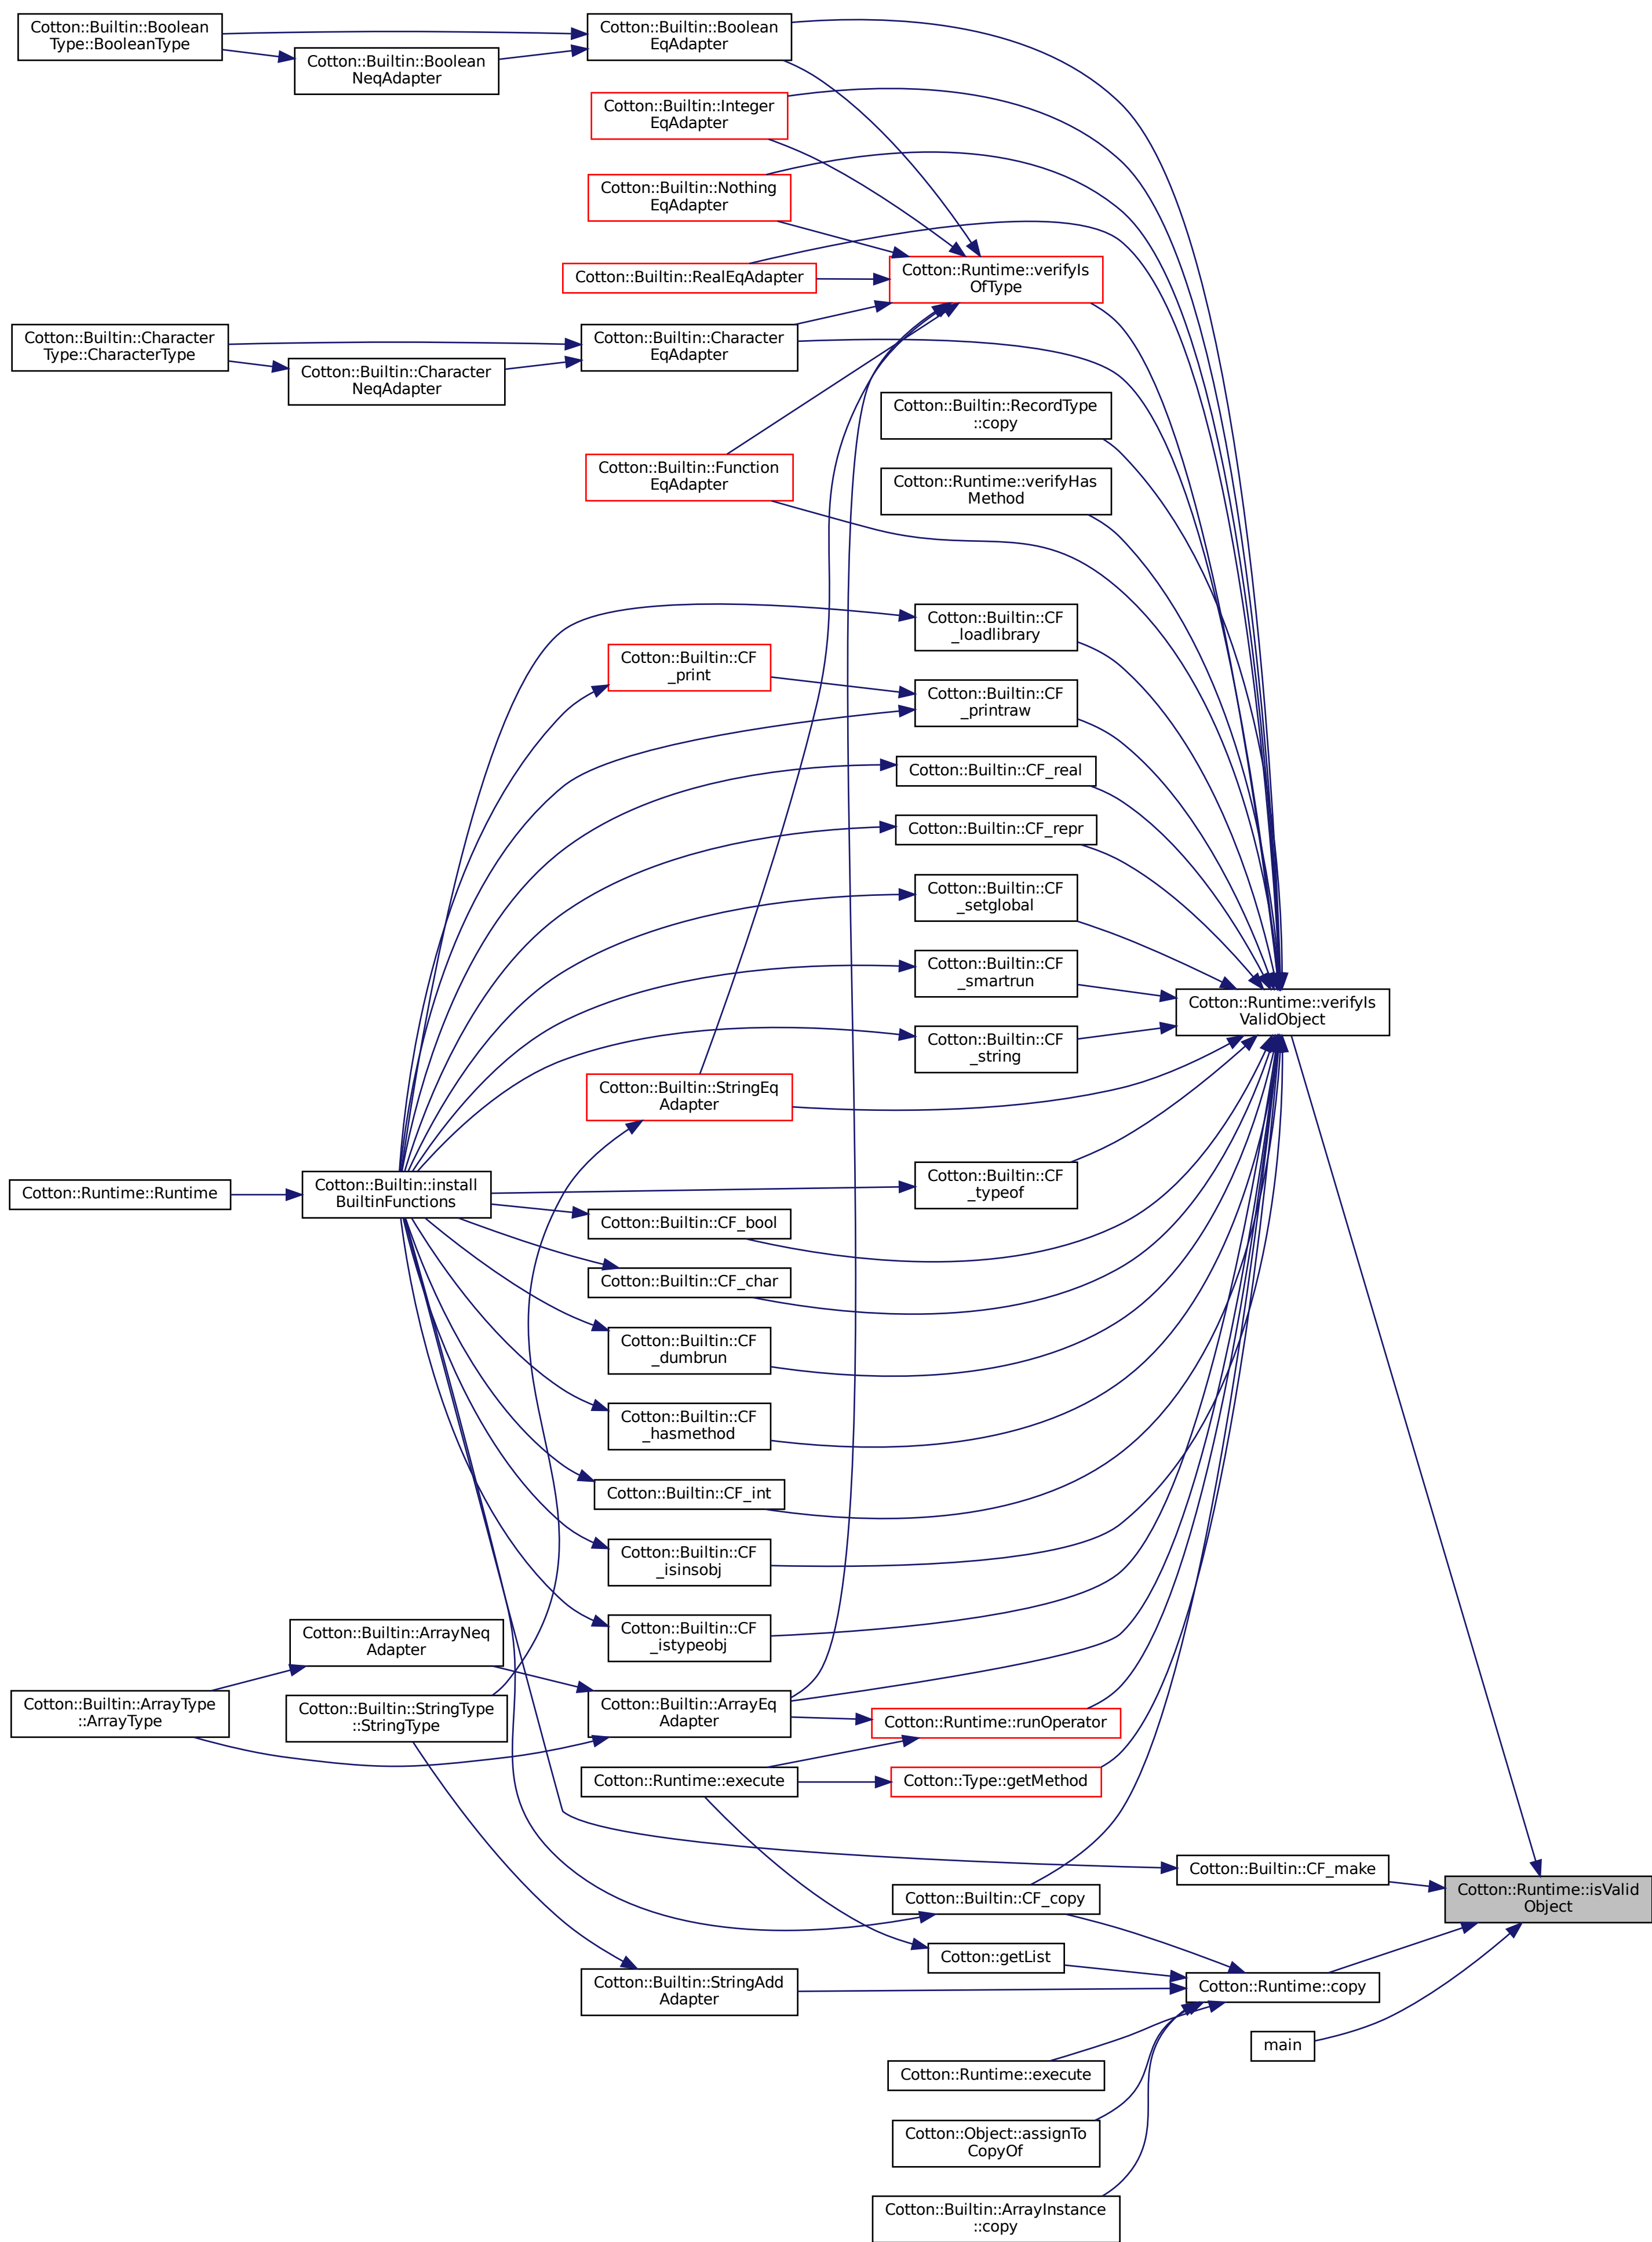 Cotton::Builtin::Boolean
Type::BooleanType
Cotton::Builtin::Boolean
EqAdapter
Cotton::Builtin::Boolean
NeqAdapter
Cotton::Builtin::Integer
EqAdapter
Cotton::Builtin::Nothing
EqAdapter
Cotton::Builtin::RealEqAdapter
Cotton::Runtime::verifyIs
OfType
Cotton::Builtin::Character
Type::CharacterType
Cotton::Builtin::Character
EqAdapter
Cotton::Builtin::Character
NeqAdapter
Cotton::Builtin::RecordType
::copy
Cotton::Builtin::Function
EqAdapter
Cotton::Runtime::verifyHas
Method
Cotton::Builtin::CF
_loadlibrary
Cotton::Builtin::CF
_print
Cotton::Builtin::CF
_printraw
Cotton::Builtin::CF_real
Cotton::Builtin::CF_repr
Cotton::Builtin::CF
_setglobal
Cotton::Builtin::CF
_smartrun
Cotton::Runtime::verifyIs
ValidObject
Cotton::Builtin::CF
_string
Cotton::Builtin::StringEq
Adapter
Cotton::Builtin::CF
_typeof
Cotton::Runtime::Runtime
Cotton::Builtin::install
BuiltinFunctions
Cotton::Builtin::CF_bool
Cotton::Builtin::CF_char
Cotton::Builtin::CF
_dumbrun
Cotton::Builtin::CF
_hasmethod
Cotton::Builtin::CF_int
Cotton::Builtin::CF
_isinsobj
Cotton::Builtin::CF
_istypeobj
Cotton::Builtin::ArrayNeq
Adapter
Cotton::Builtin::ArrayType
::ArrayType
Cotton::Builtin::StringType
::StringType
Cotton::Builtin::ArrayEq
Adapter
Cotton::Runtime::runOperator
Cotton::Runtime::execute
Cotton::Type::getMethod
Cotton::Builtin::CF_make
Cotton::Runtime::isValid
Object
Cotton::Builtin::CF_copy
Cotton::getList
Cotton::Builtin::StringAdd
Adapter
Cotton::Runtime::copy
main
Cotton::Runtime::execute
Cotton::Object::assignTo
CopyOf
Cotton::Builtin::ArrayInstance
::copy